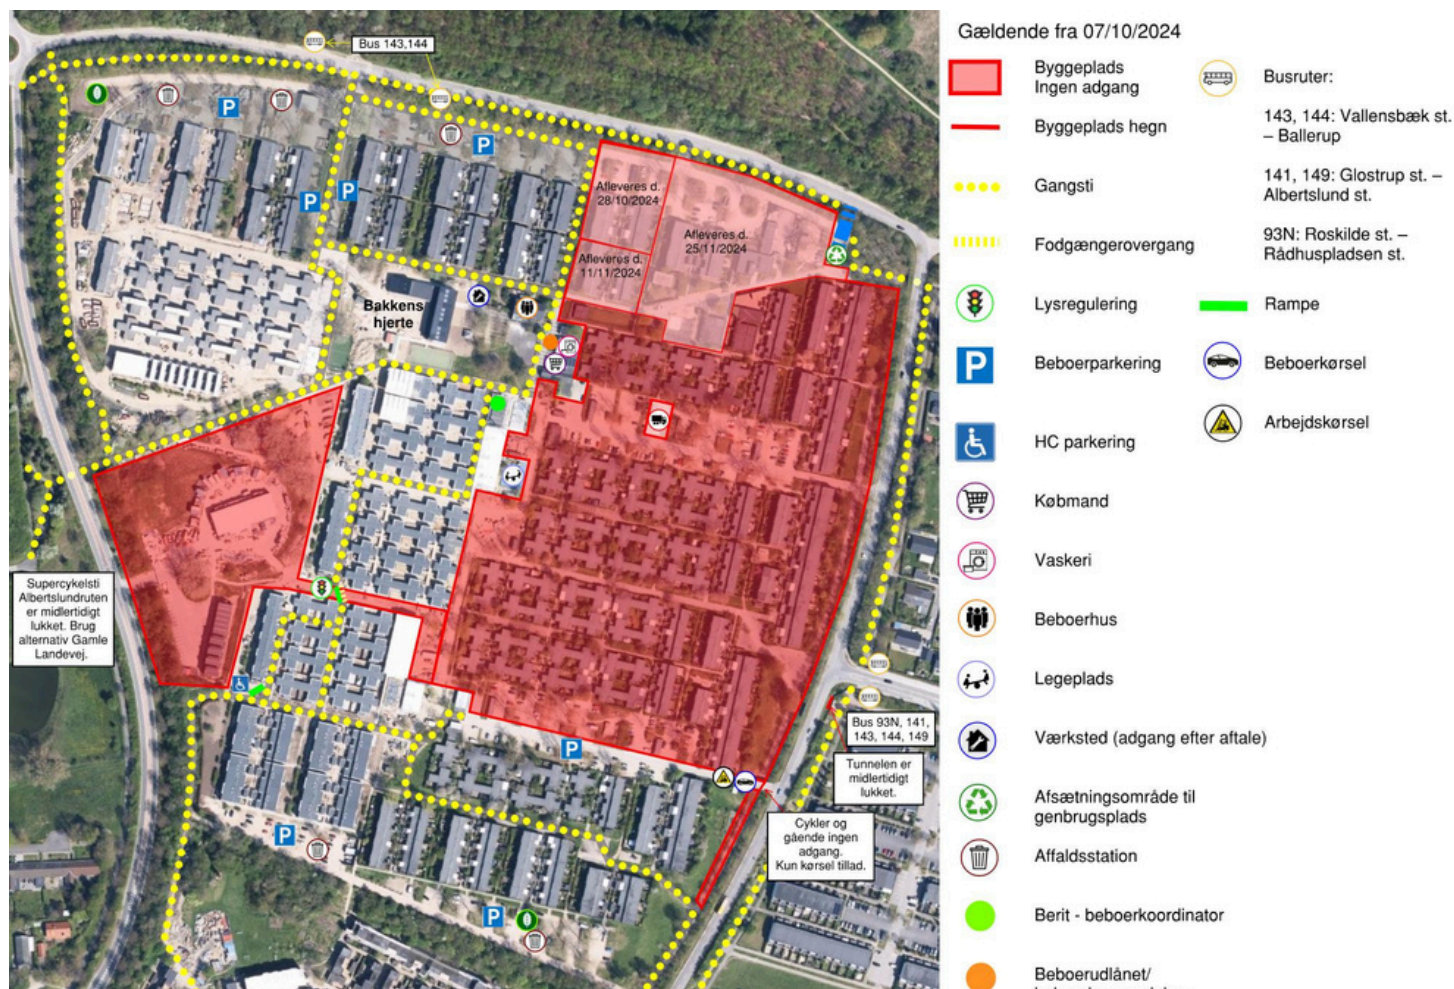 Bus 143,144
Afleveres d.
28/10/2024
Afleveres d.
25/11/2024
Afleveres d.
11/11/2024
Bakkens
hjerte
P
P
P
P
P
P
P
Supercykelsti
Albertslundruten
er midlertidigt
lukket. Brug
alternativ Gamle
Landevej.
Bus 93N, 141,
143, 144, 149
Tunnelen er
midlertidigt
lukket.
Cykler og
gående ingen
adgang.
Kun kørsel tillad.
Gældende fra 07/10/2024
Byggeplads
Ingen adgang
Byggeplads hegn
Gangsti
Fodgængerovergang
Lysregulering
P
Beboerparkering
HC parkering
Købmand
Vaskeri
Beboerhus
Legeplads
Værksted (adgang efter aftale)
Afsætningsområde til
genbrugsplads
Affaldsstation
Berit - beboerkoordinator
Beboerudlånet/
Busruter:
143, 144: Vallensbæk st.
– Ballerup
141, 149: Glostrup st. –
Albertslund st.
93N: Roskilde st. –
Rådhuspladsen st.
Rampe
Beboerkørsel
Arbejdskørsel